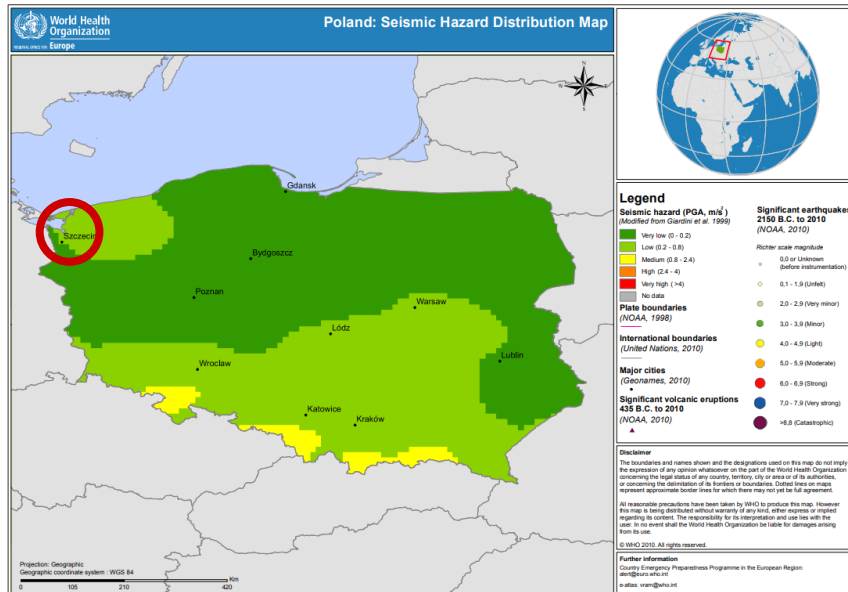 World Health
Organization
REGIONAL OFFICE FOR Europe
Poland: Seismic Hazard Distribution Map
N
W
E
S
Gdansk
Szczecin
Bydgoszcz
Poznan
Warsaw
Lódz
Wroclaw
Lublin
Katowice
Kraków
Projection: Geographic
Geographic coordinate system : WGS 84
Km
0 105 210 420
Legend
Seismic hazard (PGA, m/s²)
(Modified from Giardini et al. 1999)
Very low (0 - 0.2)
Low (0.2 - 0.8)
Medium (0.8 - 2.4)
High (2.4 - 4)
Very high (>4)
No data
Plate boundaries
(NOAA, 1998)
International boundaries
(United Nations, 2010)
Major cities
(Geonames, 2010)
Significant volcanic eruptions
435 B.C. to 2010
(NOAA, 2010)
Significant earthquakes
2150 B.C. to 2010
(NOAA, 2010)
Richter scale magnitude
0,0 or Unknown
(before instrumentation)
0,1 - 1,9 (Unfelt)
2,0 - 2,9 (Very minor)
3,0 - 3,9 (Minor)
4,0 - 4,9 (Light)
5,0 - 5,9 (Moderate)
6,0 - 6,9 (Strong)
7,0 - 7,9 (Very strong)
>8,8 (Catastrophic)
Disclaimer
The boundaries and names shown and the designations used on this map do not imply
the expression of any opinion whatsoever on the part of the World Health Organization
concerning the legal status of any country, territory, city or area or of its authorities,
or concerning the delimitation of its frontiers or boundaries. Dotted lines on maps
represent approximate border lines for which there may not yet be full agreement.
All reasonable precautions have been taken by WHO to produce this map. However
this map is being distributed without warranty of any kind, either express or implied
regarding its content. The responsibility for its interpretation and use lies with the
user. In no event shall the World Health Organization be liable for damages arising
from its use.
© WHO 2010. All rights reserved.
Further information
Country Emergency Preparedness Programme in the European Region:
alert@euro.who.int
e-atlas: vram@who.int